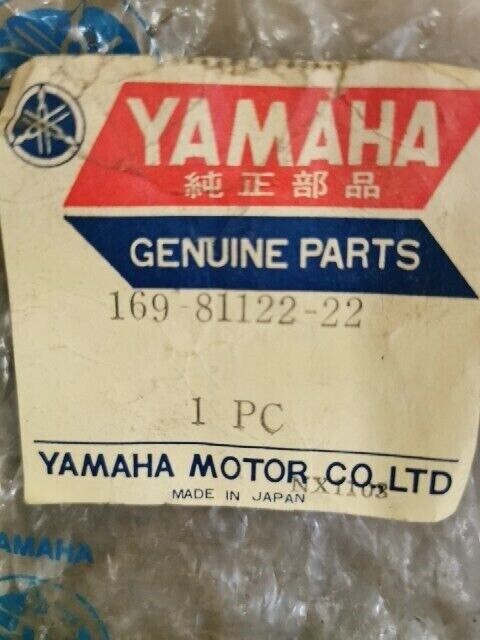 YAMAHA
純正部品
GENUINE PARTS
169-81122-22
1 PC
YAMAHA MOTOR CO.,LTD
MADE IN JAPAN
NX1103
YAMAHA